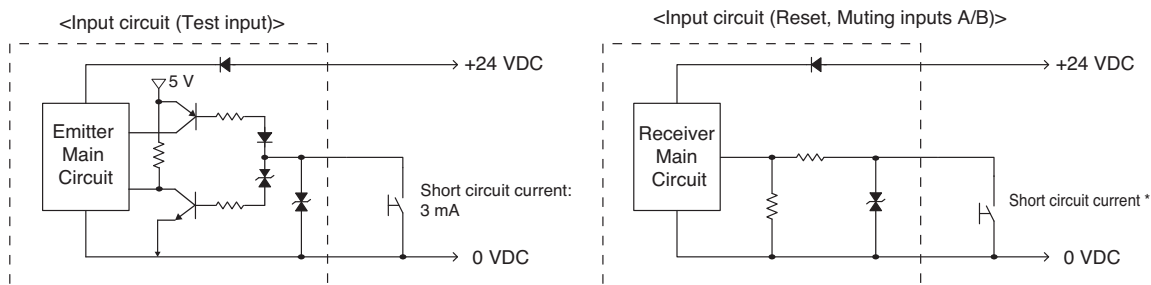 <Input circuit (Test input)>
+24 VDC
5 V
Emitter
Main
Circuit
Short circuit current:
3 mA
0 VDC
<Input circuit (Reset, Muting inputs A/B)>
+24 VDC
Receiver
Main
Circuit
Short circuit current *
0 VDC